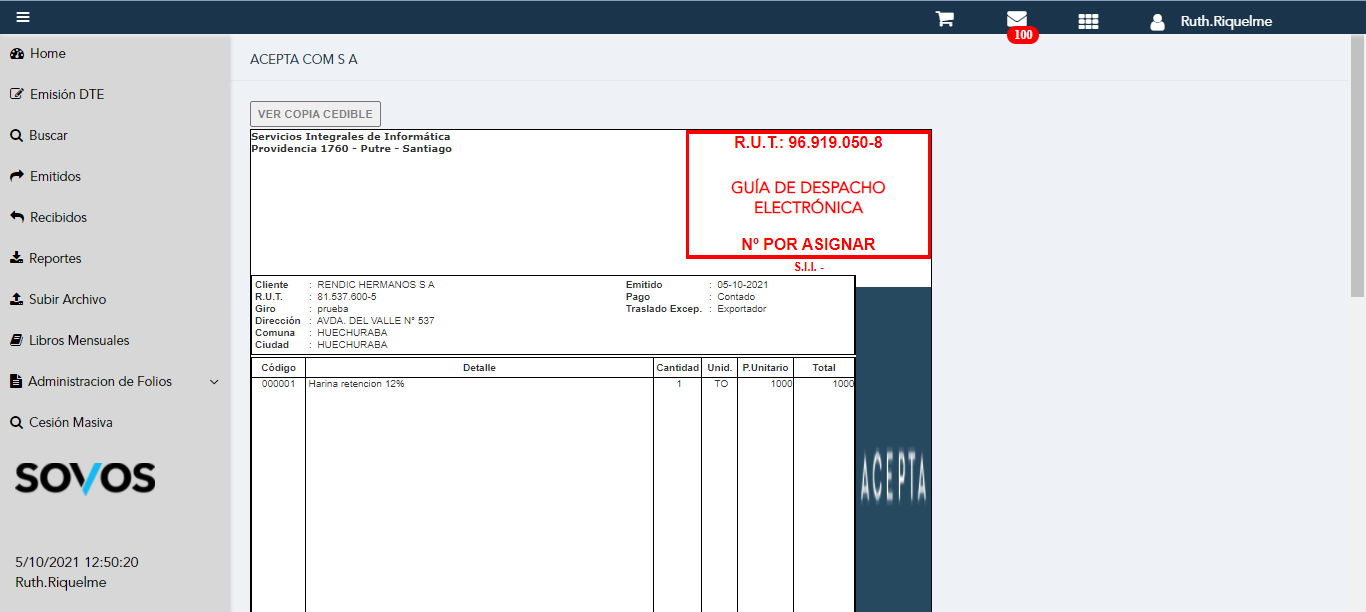 Ruth.Riquelme
100
Home
Emisión DTE
Buscar
Emitidos
Recibidos
Reportes
Subir Archivo
Libros Mensuales
Administracion de Folios
Cesión Masiva
SOVOS
5/10/2021 12:50:20
Ruth.Riquelme
ACEPTA COM S A
VER COPIA CEDIBLE
Servicios Integrales de Informática
Providencia 1760 - Putre - Santiago
R.U.T.: 96.919.050-8
GUÍA DE DESPACHO
ELECTRÓNICA
Nº POR ASIGNAR
S.I.I. -
Cliente : RENDIC HERMANOS S A Emitido : 05-10-2021
R.U.T. : 81.537.600-5 Pago : Contado
Giro : prueba Traslado Excep. : Exportador
Dirección : AVDA. DEL VALLE N° 537
Comuna : HUECHURABA
Ciudad : HUECHURABA
Código Detalle Cantidad Unid. P.Unitario Total
000001 Harina retencion 12% 1 TO 1000 1000
ACEPTA